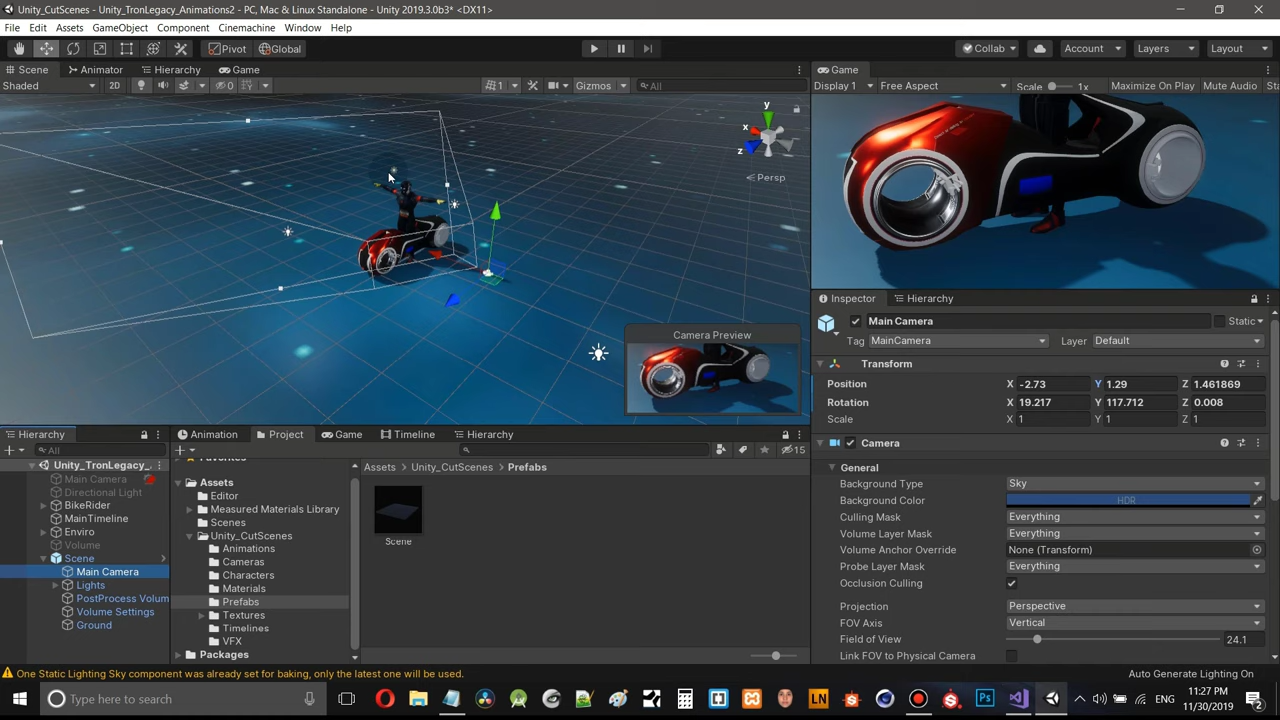 Unity_CutScenes - Unity_TronLegacy_Animations2 - PC, Mac & Linux Standalone - Unity 2019.3.0b3* <DX11>
File Edit Assets GameObject Component Cinemachine Window Help
Pivot Global Collab Account Layers Layout
Scene Animator Hierarchy Game
Shaded 2D 0 1 Gizmos All
y
x
z
Persp
Camera Preview
Game
Display 1 Free Aspect Scale 1x Maximize On Play Mute Audio Sta
Inspector Hierarchy
Main Camera Static
Tag MainCamera Layer Default
Transform
Position X -2.73 Y 1.29 Z 1.461869
Rotation X 19.217 Y 117.712 Z 0.008
Scale X 1 Y 1 Z 1
Camera
General
Background Type Sky
Background Color HDR
Culling Mask Everything
Volume Layer Mask Everything
Volume Anchor Override None (Transform)
Probe Layer Mask Everything
Occlusion Culling
Projection Perspective
FOV Axis Vertical
Field of View 24.1
Link FOV to Physical Camera
Hierarchy
All
Unity_TronLegacy_
Main Camera
Directional Light
BikeRider
MainTimeline
Enviro
Volume
Scene
Main Camera
Lights
PostProcess Volum
Volume Settings
Ground
Animation Project Game Timeline Hierarchy
15
Favorites
Assets
Editor
Measured Materials Library
Scenes
Unity_CutScenes
Animations
Cameras
Characters
Materials
Prefabs
Textures
Timelines
VFX
Packages
Assets > Unity_CutScenes > Prefabs
Scene
One Static Lighting Sky component was already set for baking, only the latest one will be used.
Auto Generate Lighting On
Type here to search
LN
Ps
ENG
11:27 PM
11/30/2019
2